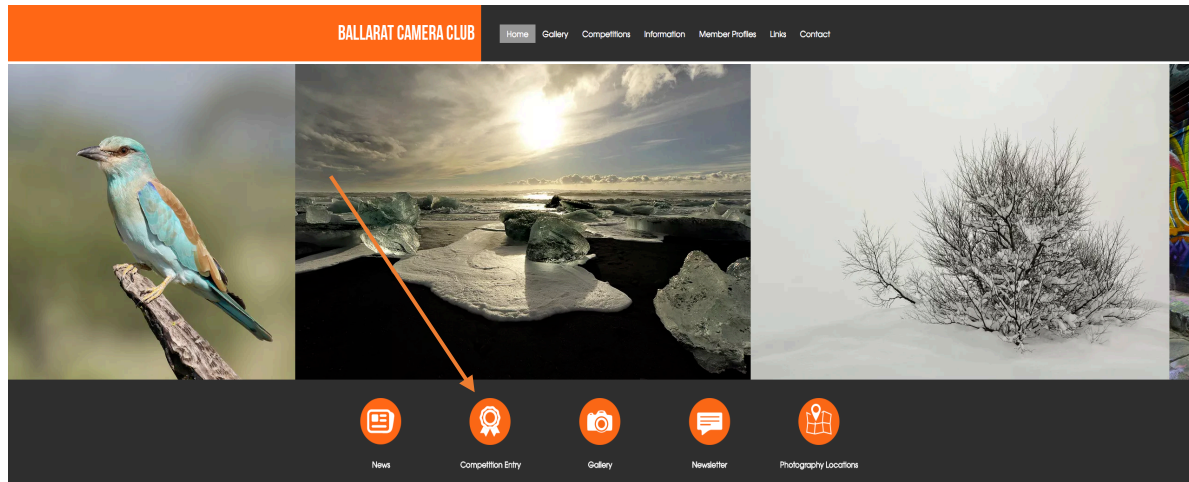 BALLARAT CAMERA CLUB
Home Gallery Competitions Information Member Profiles Links Contact
News Competition Entry Gallery Newsletter Photography Locations